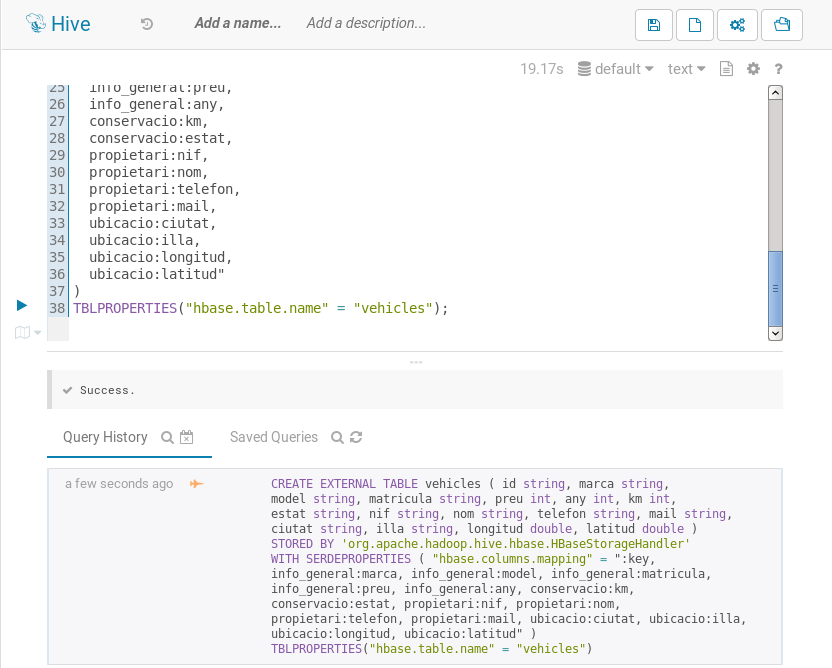 Hive
Add a name...
Add a description...
19.17s
default
text
?
25 info_general:preu,
26 info_general:any,
27 conservacio:km,
28 conservacio:estat,
29 propietari:nif,
30 propietari:nom,
31 propietari:telefon,
32 propietari:mail,
33 ubicacio:ciutat,
34 ubicacio:illa,
35 ubicacio:longitud,
36 ubicacio:latitud"
37 )
38 TBLPROPERTIES("hbase.table.name" = "vehicles");
Success.
Query History
Saved Queries
a few seconds ago
CREATE EXTERNAL TABLE vehicles ( id string, marca string,
model string, matricula string, preu int, any int, km int,
estat string, nif string, nom string, telefon string, mail string,
ciutat string, illa string, longitud double, latitud double )
STORED BY 'org.apache.hadoop.hive.hbase.HBaseStorageHandler'
WITH SERDEPROPERTIES ( "hbase.columns.mapping" = ":key,
info_general:marca, info_general:model, info_general:matricula,
info_general:preu, info_general:any, conservacio:km,
conservacio:estat, propietari:nif, propietari:nom,
propietari:telefon, propietari:mail, ubicacio:ciutat, ubicacio:illa,
ubicacio:longitud, ubicacio:latitud" )
TBLPROPERTIES("hbase.table.name" = "vehicles")